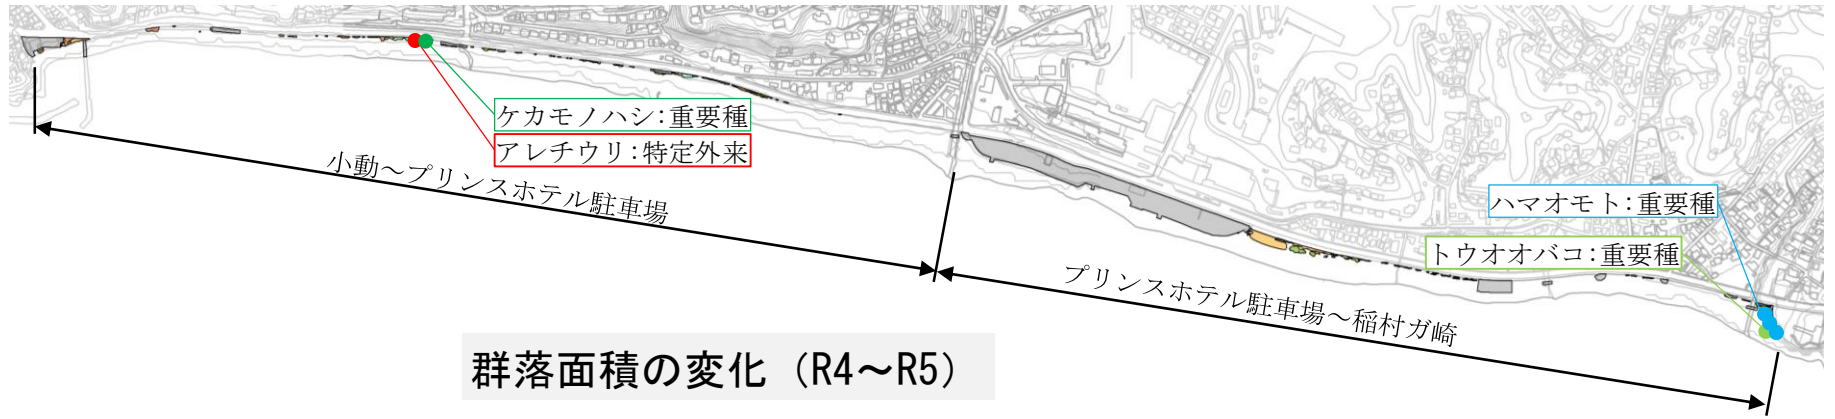 ケカモノハシ：重要種
アレチウリ：特定外来
小動～プリンスホテル駐車場
ハマオモト：重要種
トウオオバコ：重要種
プリンスホテル駐車場～稲村ガ崎
群落面積の変化（R4～R5）